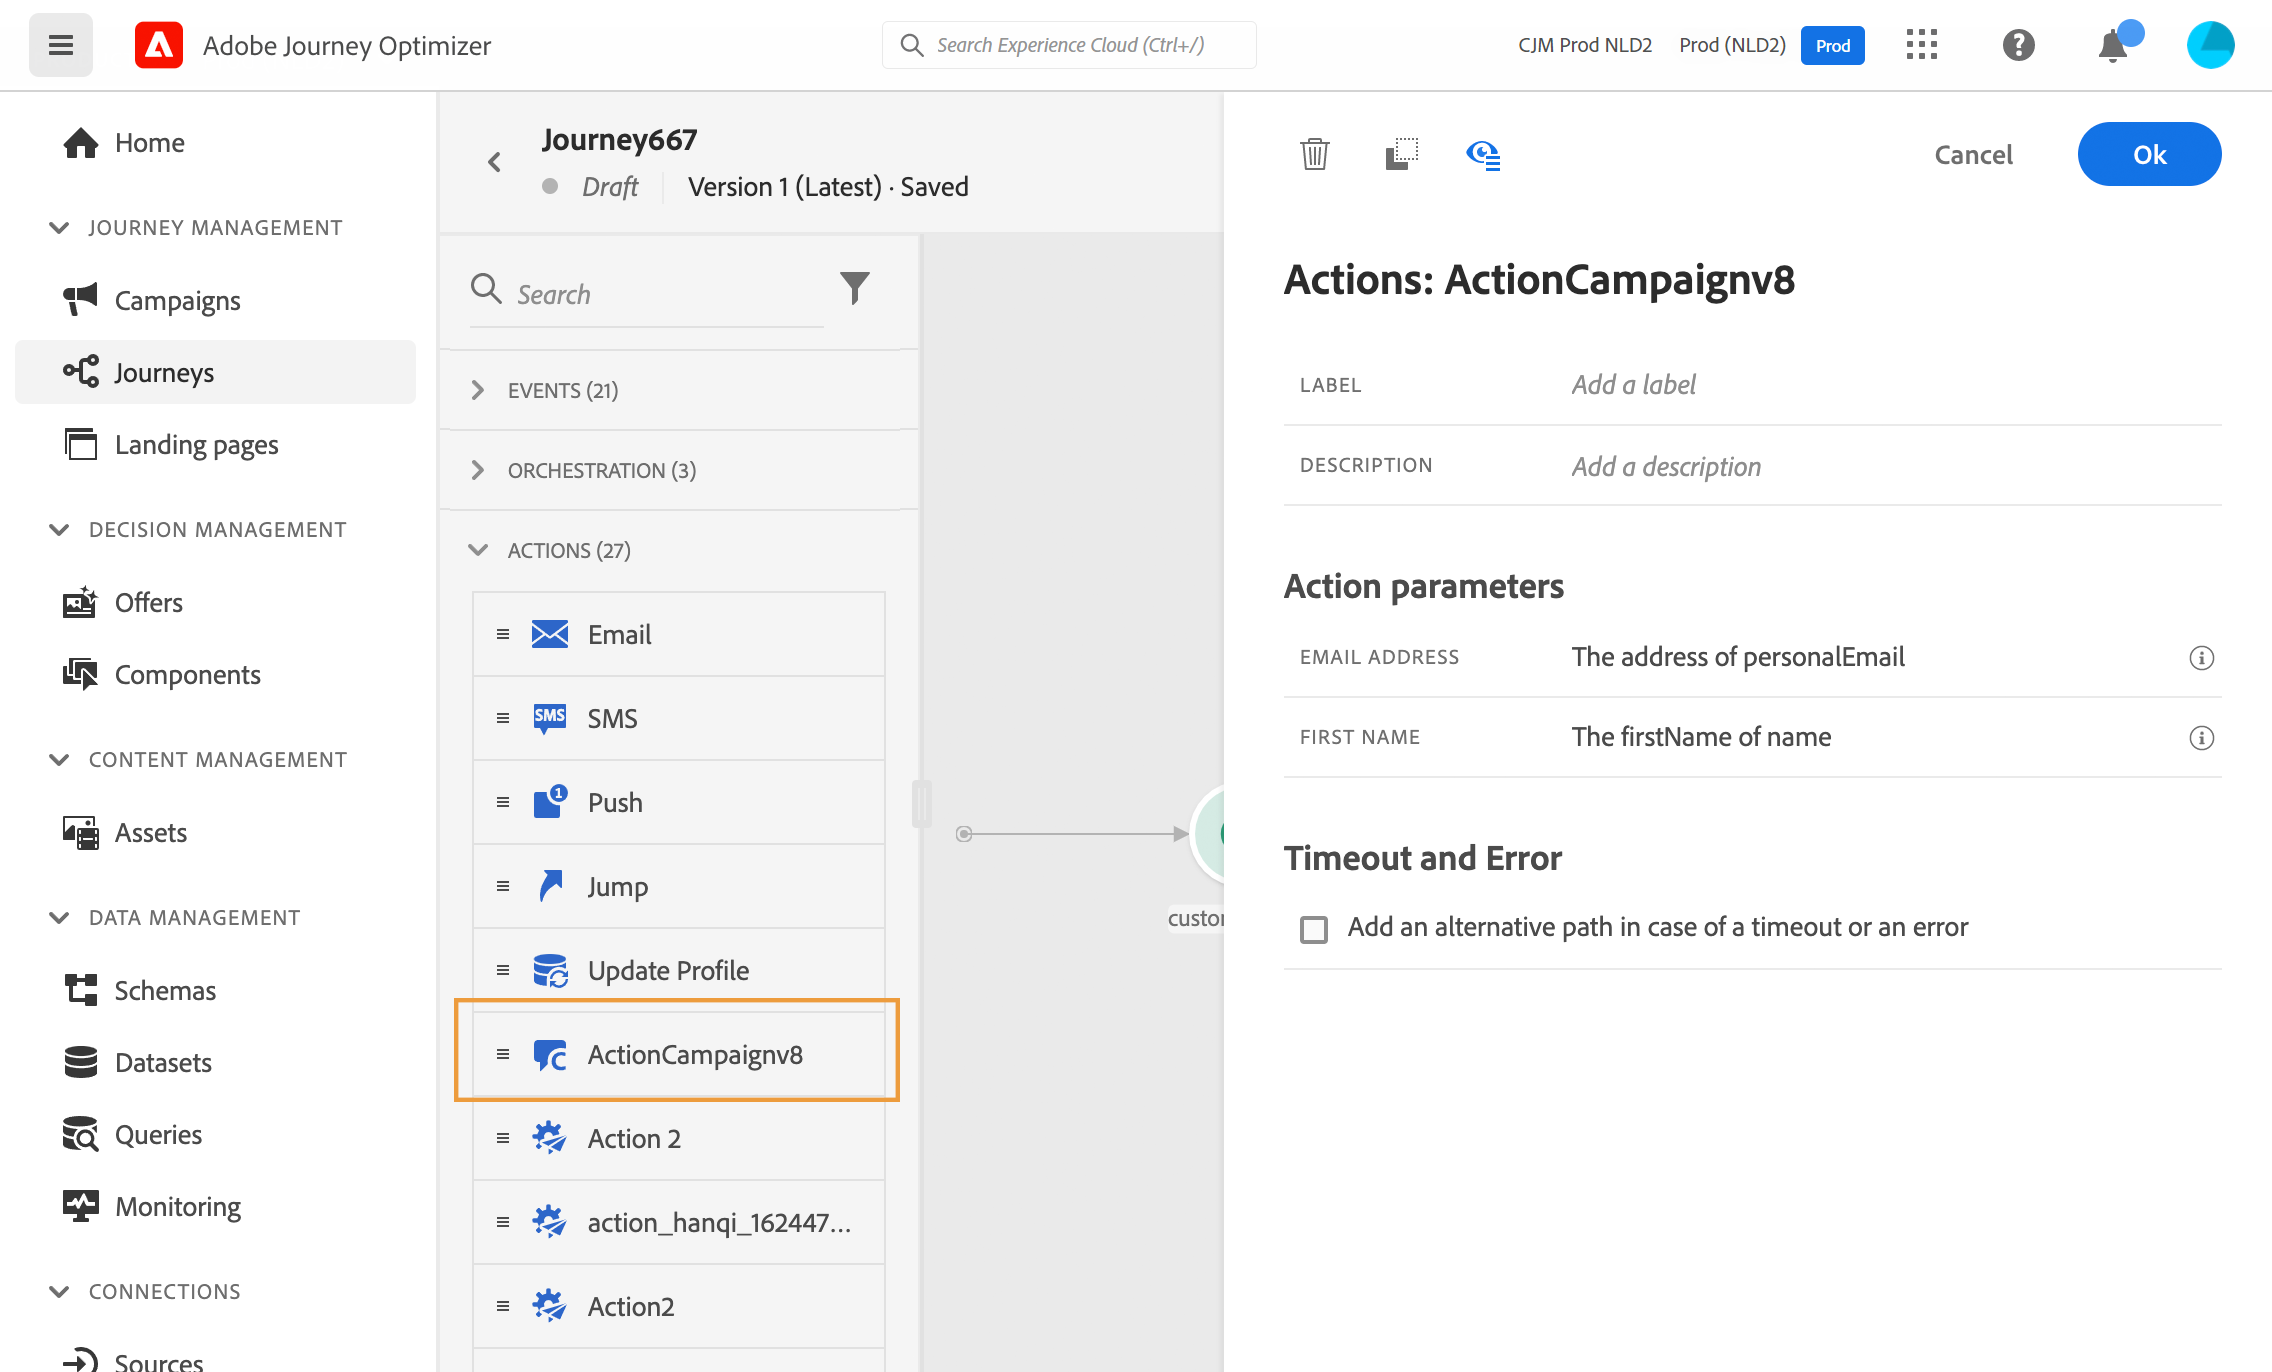 Adobe Journey Optimizer
Search Experience Cloud (Ctrl+/)
CJM Prod NLD2
Prod (NLD2)
Prod
Home
JOURNEY MANAGEMENT
Campaigns
Journeys
Landing pages
DECISION MANAGEMENT
Offers
Components
CONTENT MANAGEMENT
Assets
DATA MANAGEMENT
Schemas
Datasets
Queries
Monitoring
CONNECTIONS
Sources
Journey667
Draft
Version 1 (Latest) · Saved
Search
EVENTS (21)
ORCHESTRATION (3)
ACTIONS (27)
Email
SMS
SMS
1
Push
Jump
Update Profile
C
ActionCampaignv8
Action 2
action_hanqi_162447...
Action2
custor
Cancel
Ok
Actions: ActionCampaignv8
LABEL
Add a label
DESCRIPTION
Add a description
Action parameters
EMAIL ADDRESS
The address of personalEmail
FIRST NAME
The firstName of name
Timeout and Error
Add an alternative path in case of a timeout or an error